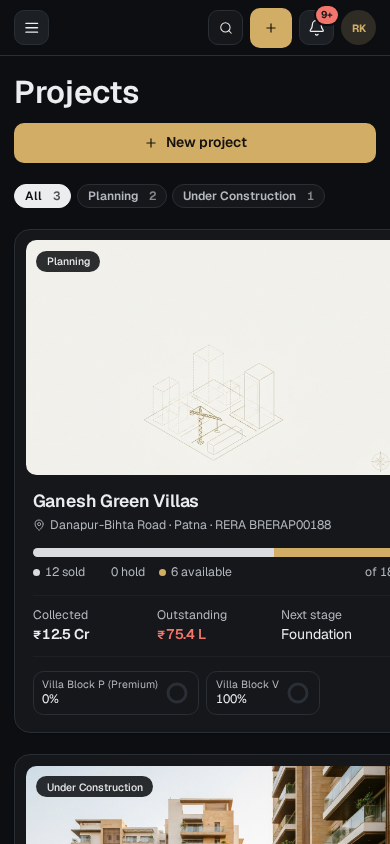 9+
RK
Projects
+ New project
All 3 Planning 2 Under Construction 1
Planning
Ganesh Green Villas
Danapur-Bihta Road · Patna · RERA BRERAP00188
12 sold 0 hold 6 available of 18
Collected Outstanding Next stage
₹12.5 Cr ₹75.4 L Foundation
Villa Block P (Premium) Villa Block V
0% 100%
Under Construction